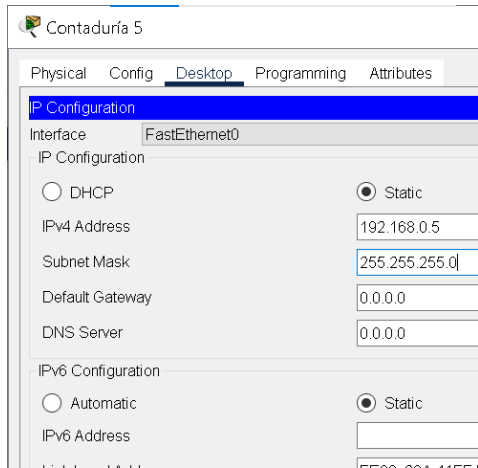 Contaduría 5
Physical Config Desktop Programming Attributes
IP Configuration
Interface FastEthernet0
IP Configuration
DHCP Static
IPv4 Address 192.168.0.5
Subnet Mask 255.255.255.0
Default Gateway 0.0.0.0
DNS Server 0.0.0.0
IPv6 Configuration
Automatic Static
IPv6 Address